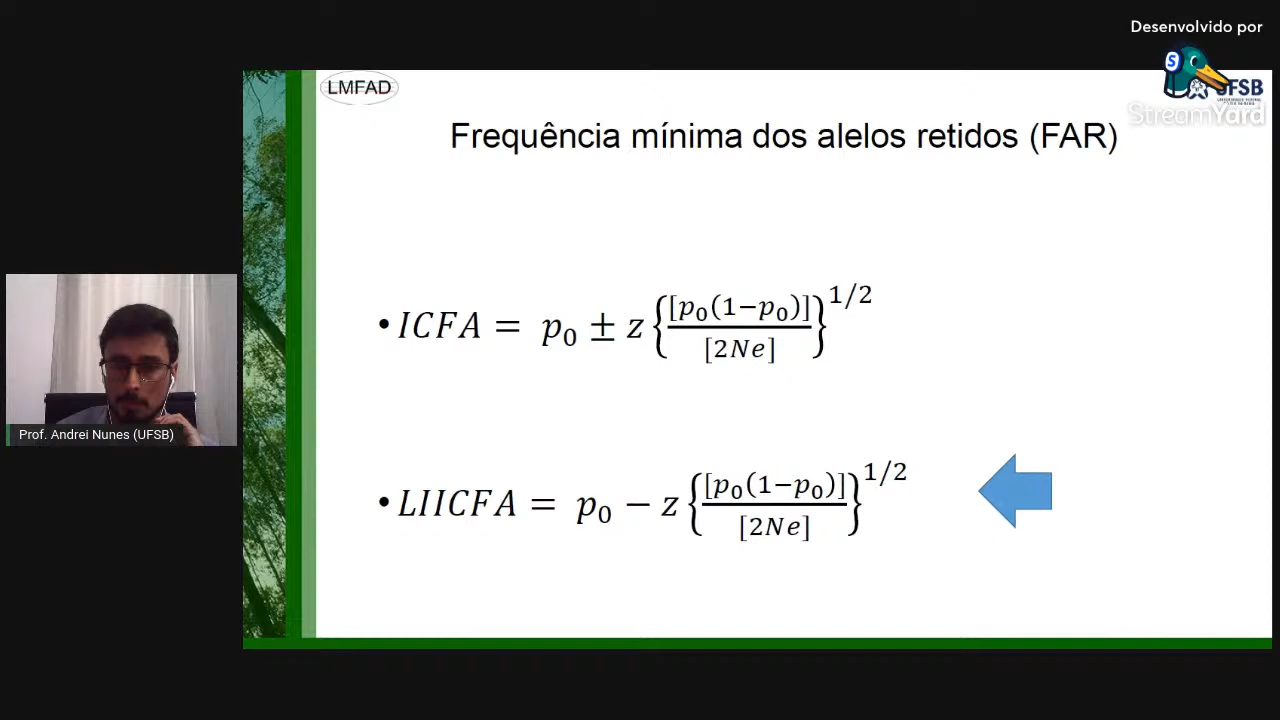 Desenvolvido por
S
StreamYard
LMFAD
UFSB
Frequência mínima dos alelos retidos (FAR)
• ICFA = p₀ ± z {[p₀(1−p₀)] / [2Ne]}^1/2
• LIICFA = p₀ − z {[p₀(1−p₀)] / [2Ne]}^1/2
Prof. Andrei Nunes (UFSB)